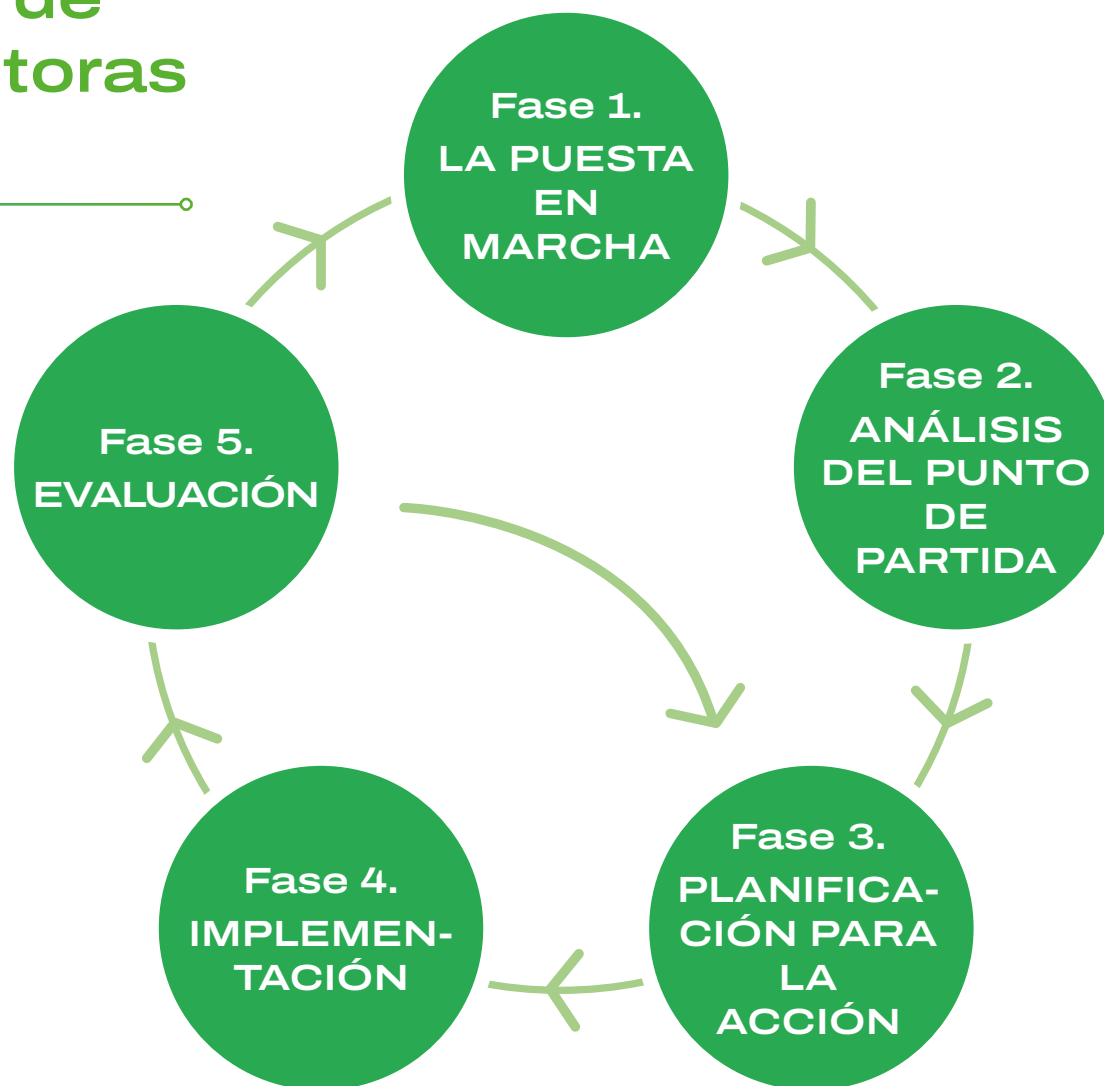 de
toras
Fase 1.
LA PUESTA
EN
MARCHA
Fase 2.
ANÁLISIS
DEL PUNTO
DE
PARTIDA
Fase 3.
PLANIFICA-
CIÓN PARA
LA
ACCIÓN
Fase 4.
IMPLEMEN-
TACIÓN
Fase 5.
EVALUACIÓN